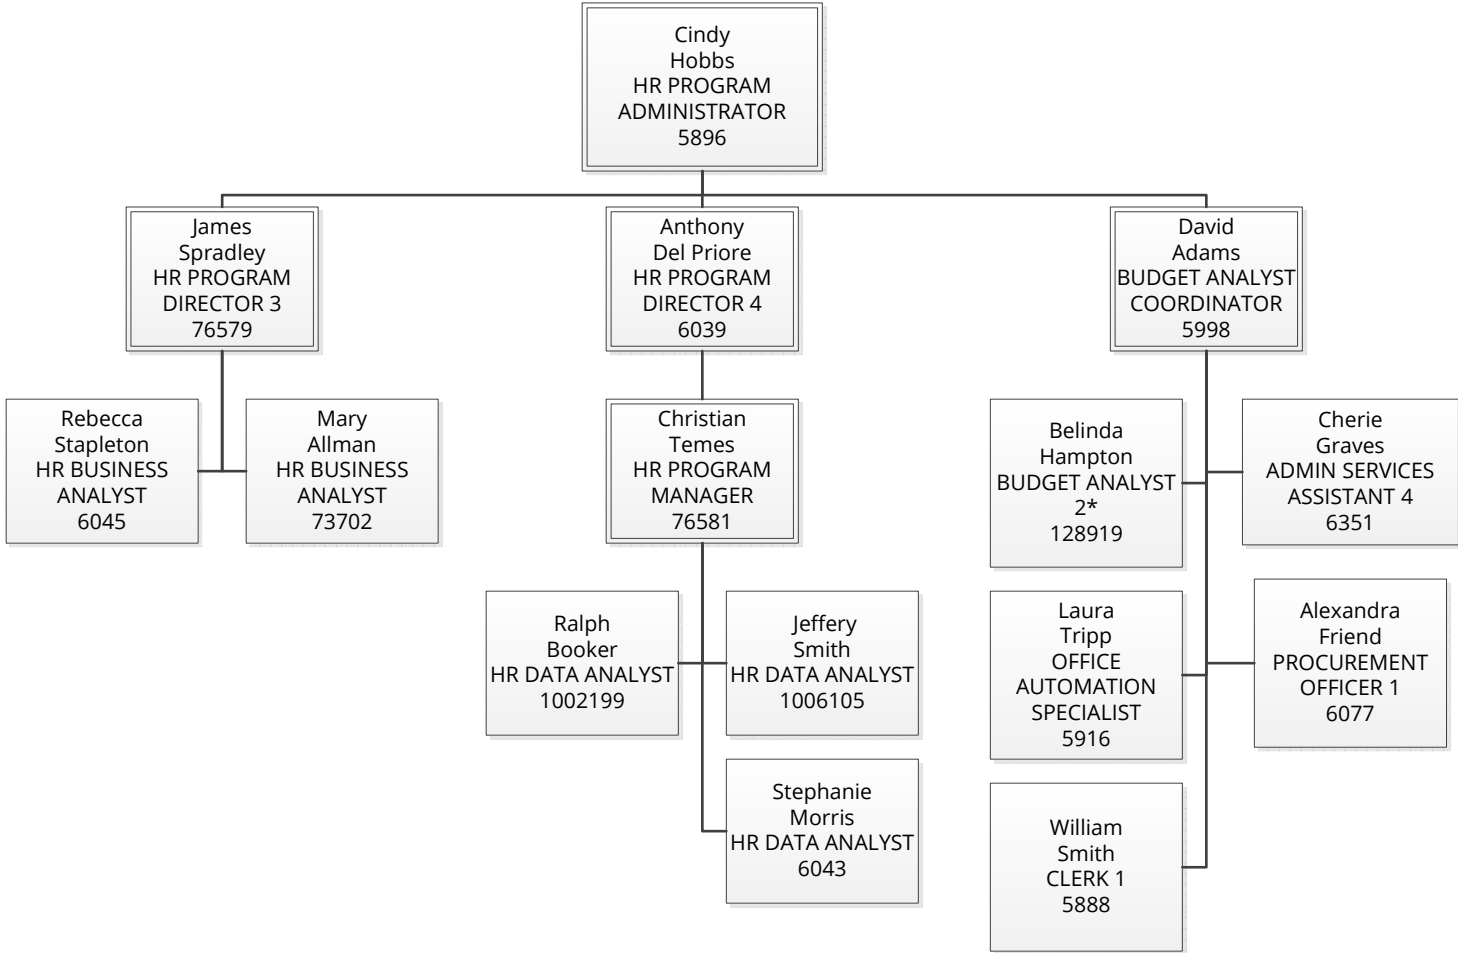 Cindy
Hobbs
HR PROGRAM
ADMINISTRATOR
5896
James
Spradley
HR PROGRAM
DIRECTOR 3
76579
Anthony
Del Priore
HR PROGRAM
DIRECTOR 4
6039
David
Adams
BUDGET ANALYST
COORDINATOR
5998
Rebecca
Stapleton
HR BUSINESS
ANALYST
6045
Mary
Allman
HR BUSINESS
ANALYST
73702
Christian
Temes
HR PROGRAM
MANAGER
76581
Belinda
Hampton
BUDGET ANALYST
2*
128919
Cherie
Graves
ADMIN SERVICES
ASSISTANT 4
6351
Ralph
Booker
HR DATA ANALYST
1002199
Jeffery
Smith
HR DATA ANALYST
1006105
Laura
Tripp
OFFICE
AUTOMATION
SPECIALIST
5916
Alexandra
Friend
PROCUREMENT
OFFICER 1
6077
Stephanie
Morris
HR DATA ANALYST
6043
William
Smith
CLERK 1
5888